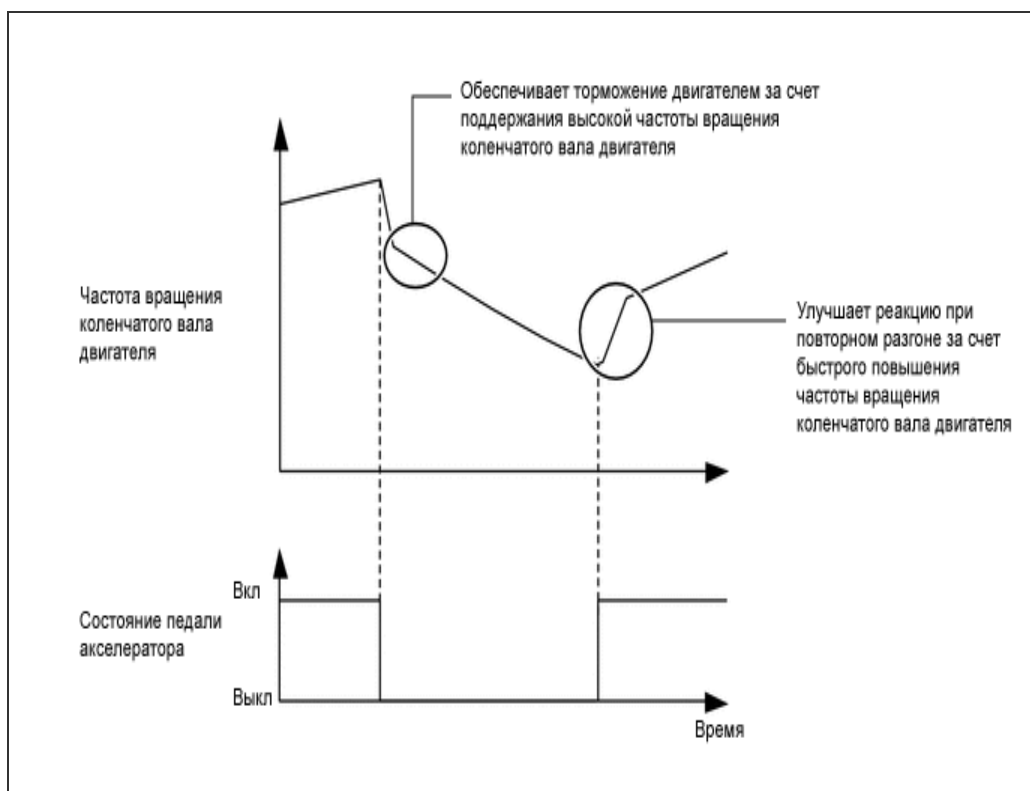 Обеспечивает торможение двигателем за счет
поддержания высокой частоты вращения
коленчатого вала двигателя
Частота вращения
коленчатого вала
двигателя
Улучшает реакцию при
повторном разгоне за счет
быстрого повышения
частоты вращения
коленчатого вала двигателя
Вкл
Состояние педали
акселератора
Выкл
Время